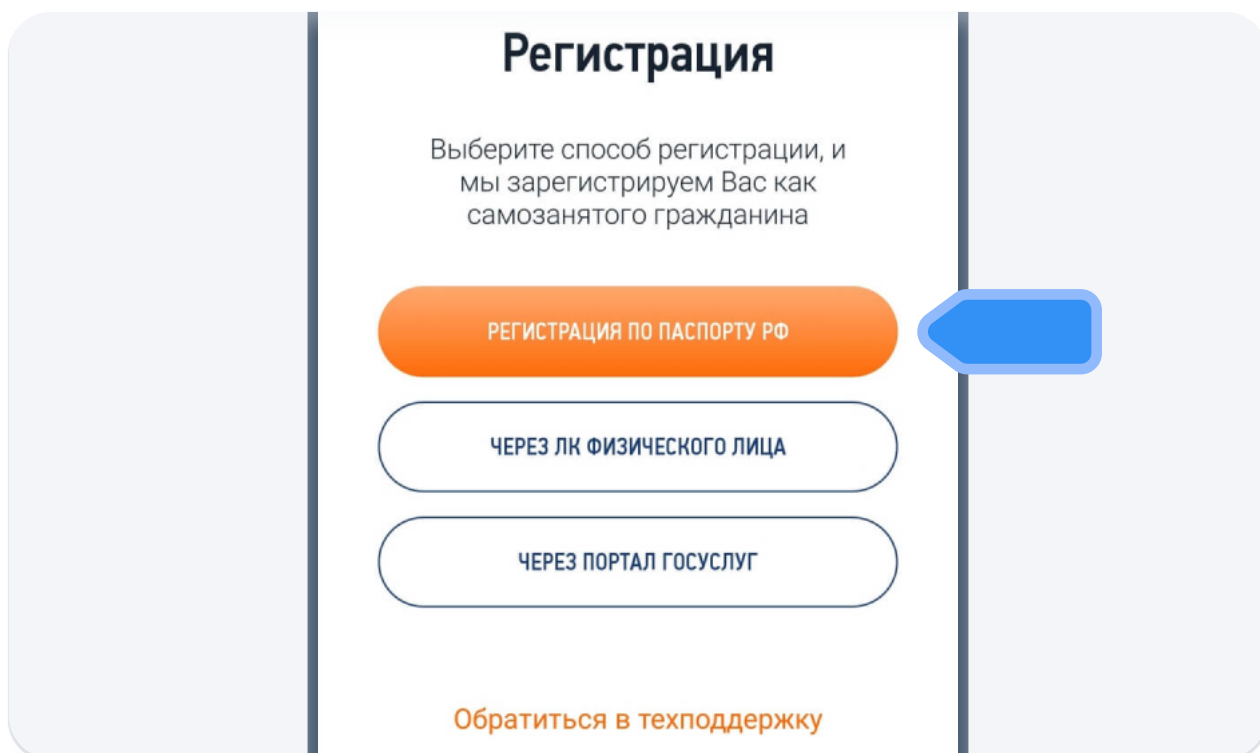 Регистрация
Выберите способ регистрации, и
мы зарегистрируем Вас как
самозанятого гражданина
РЕГИСТРАЦИЯ ПО ПАСПОРТУ РФ
ЧЕРЕЗ ЛК ФИЗИЧЕСКОГО ЛИЦА
ЧЕРЕЗ ПОРТАЛ ГОСУСЛУГ
Обратиться в техподдержку